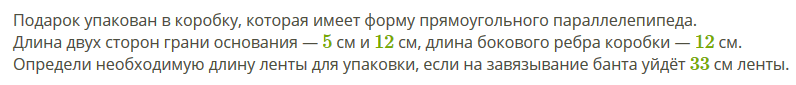 Подарок упакован в коробку, которая имеет форму прямоугольного параллелепипеда.
Длина двух сторон грани основания — 5 см и 12 см, длина бокового ребра коробки — 12 см.
Определи необходимую длину ленты для упаковки, если на завязывание банта уйдёт 33 см ленты.